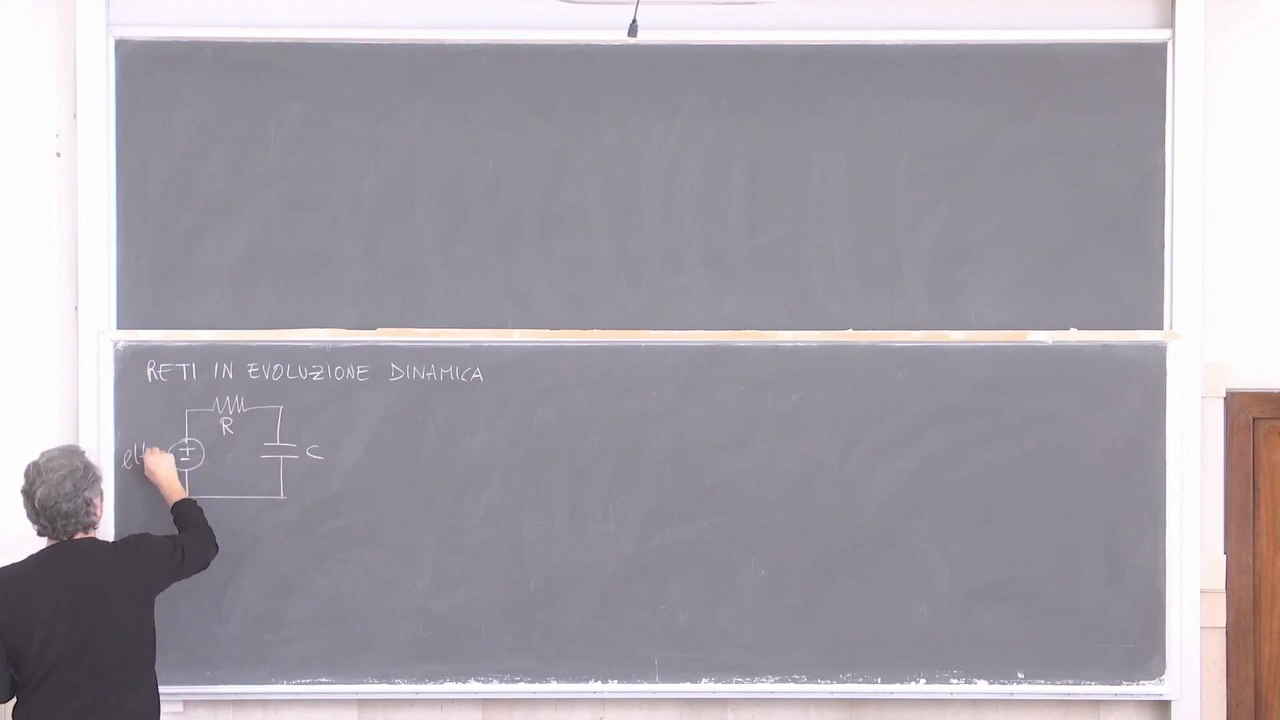 RETI IN EVOLUZIONE DINAMICA
R
+
-
C